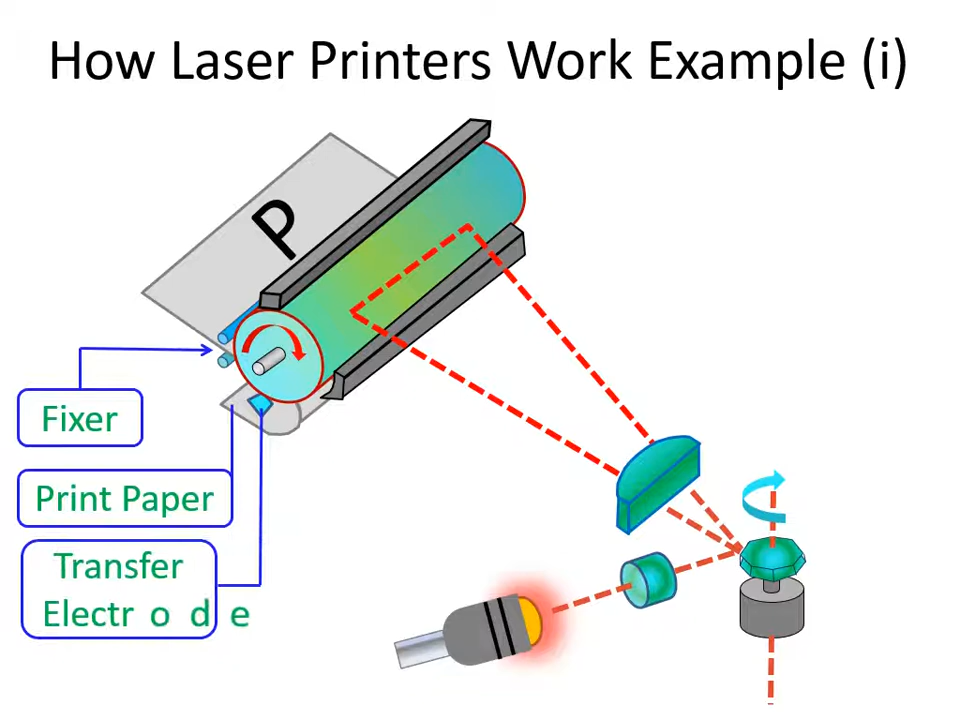 How Laser Printers Work Example (i)
P
Fixer
Print Paper
Transfer
Electr o d e